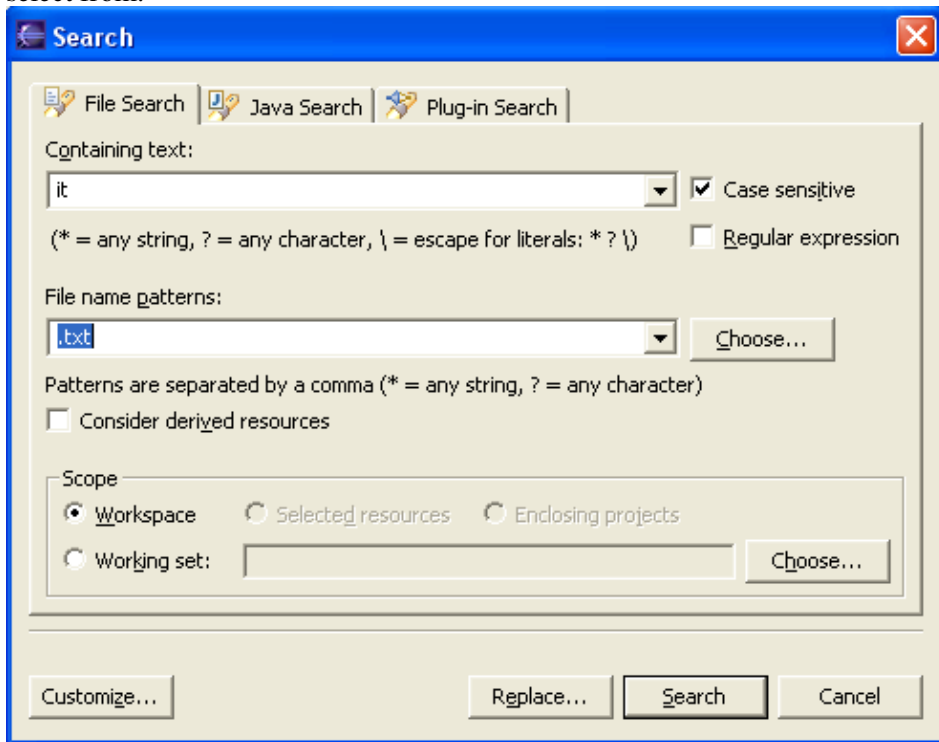 select from.
Search
File Search Java Search Plug-in Search
Containing text:
it
Case sensitive
(* = any string, ? = any character, \ = escape for literals: * ? \)
Regular expression
File name patterns:
.txt
Choose...
Patterns are separated by a comma (* = any string, ? = any character)
Consider derived resources
Scope
Workspace Selected resources Enclosing projects
Working set: Choose...
Customize... Replace... Search Cancel